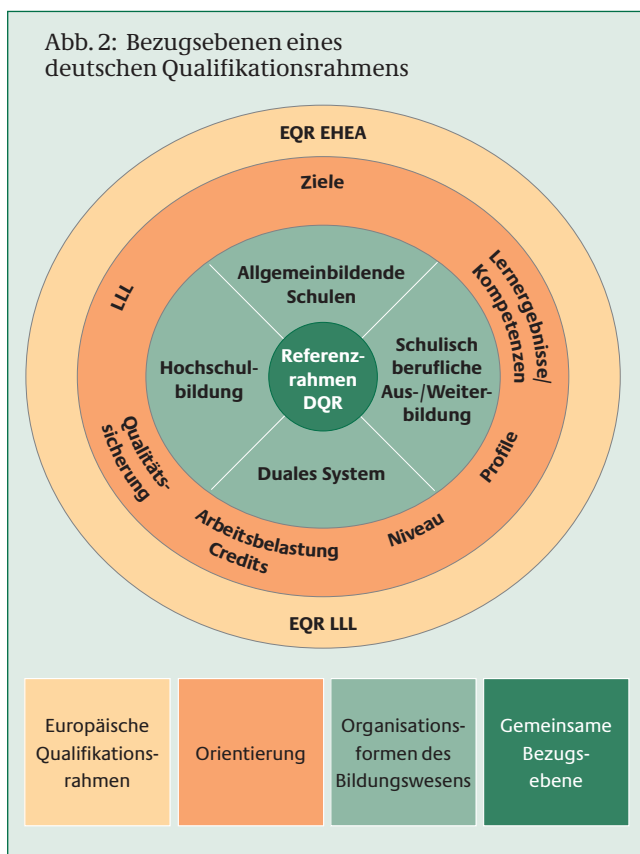 Abb. 2: Bezugsebenen eines
deutschen Qualifikationsrahmens
EQR EHEA
Ziele
Lernergebnisse/
Kompetenzen
Profile
Niveau
Arbeitsbelastung
Credits
Qualitäts-
sicherung
LLL
Allgemeinbildende
Schulen
Schulisch
berufliche
Aus-/Weiter-
bildung
Duales System
Hochschul-
bildung
Referenz-
rahmen
DQR
EQR LLL
Europäische
Qualifikations-
rahmen
Orientierung
Organisations-
formen des
Bildungswesens
Gemeinsame
Bezugs-
ebene